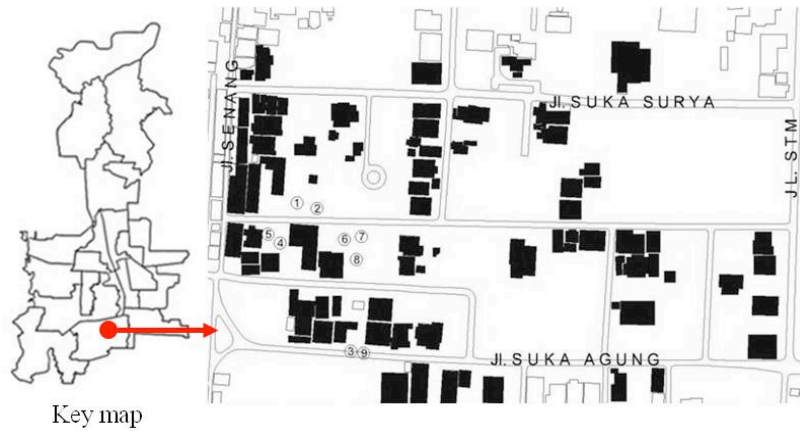 Jl. SENANG
Jl. SUKA SURYA
JL. STM
1
2
5
4
6
7
8
3
9
Jl. SUKA AGUNG
Key map